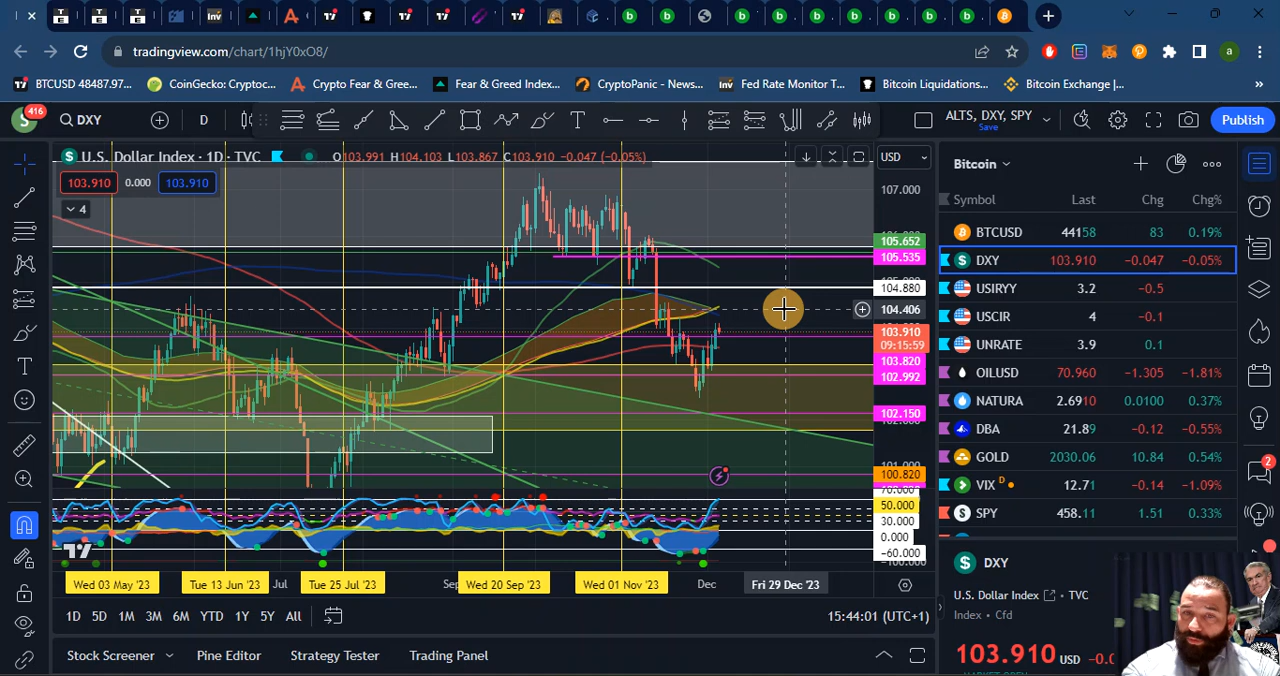 tradingview.com/chart/1hjY0xO8/
BTCUSD 48487.97... CoinGecko: Cryptoc... Crypto Fear & Gree... Fear & Greed Index... CryptoPanic - News... Fed Rate Monitor T... Bitcoin Liquidations... Bitcoin Exchange |... »
416 DXY D ALTS, DXY, SPY Save Publish
U.S. Dollar Index · 1D · TVC O103.991 H104.103 L103.867 C103.910 −0.047 (−0.05%) USD
103.910 0.000 103.910
4
107.000
105.652
105.535
104.880
104.406
103.910
09:15:59
103.820
102.992
102.150
100.820
50.000
30.000
0.000
−60.000
Wed 03 May '23 Tue 13 Jun '23 Jul Tue 25 Jul '23 Wed 20 Sep '23 Wed 01 Nov '23 Dec Fri 29 Dec '23
1D 5D 1M 3M 6M YTD 1Y 5Y All 15:44:01 (UTC+1)
Stock Screener Pine Editor Strategy Tester Trading Panel
Bitcoin
Symbol Last Chg Chg%
BTCUSD 44158 83 0.19%
DXY 103.910 −0.047 −0.05%
USIRYY 3.2 −0.5
USCIR 4 −0.1
UNRATE 3.9 0.1
OILUSD 70.960 −1.305 −1.81%
NATURA 2.6910 0.0100 0.37%
DBA 21.89 −0.12 −0.55%
GOLD 2030.06 10.84 0.54%
VIX D 12.71 −0.14 −1.09%
SPY 458.11 1.51 0.33%
DXY
U.S. Dollar Index TVC
Index Cfd
103.910 USD
2